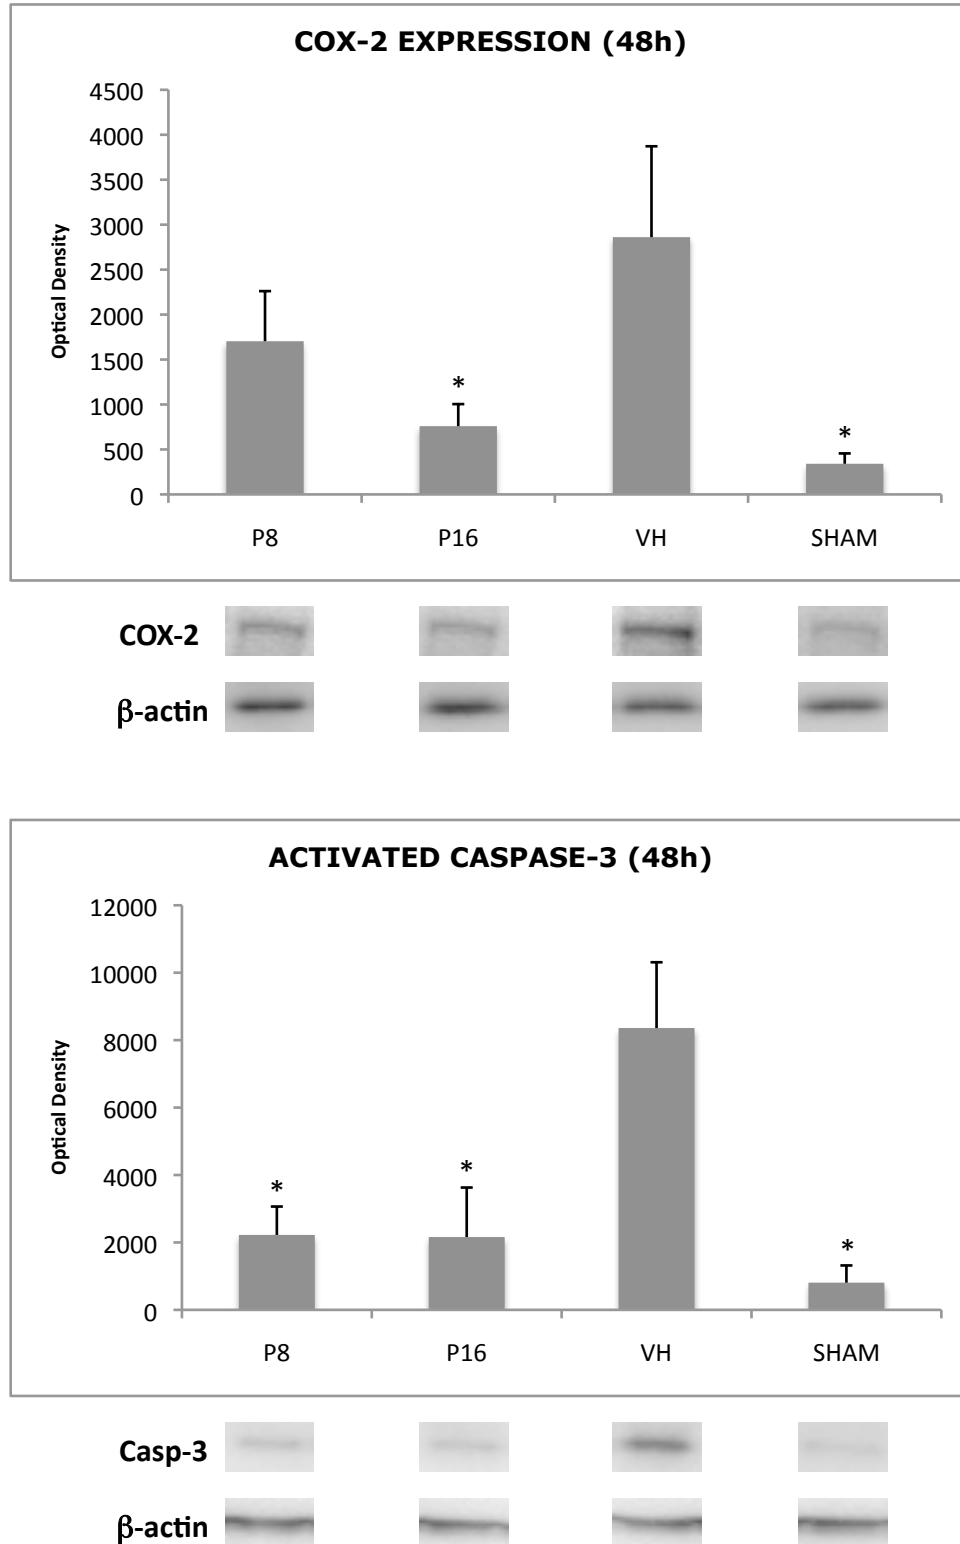 COX-2 EXPRESSION (48h)
4500
4000
3500
3000
2500
2000
1500
1000
500
0
Optical Density
*
*
P8 P16 VH SHAM
COX-2
β-actin
ACTIVATED CASPASE-3 (48h)
12000
10000
8000
6000
4000
2000
0
Optical Density
*
*
*
P8 P16 VH SHAM
Casp-3
β-actin